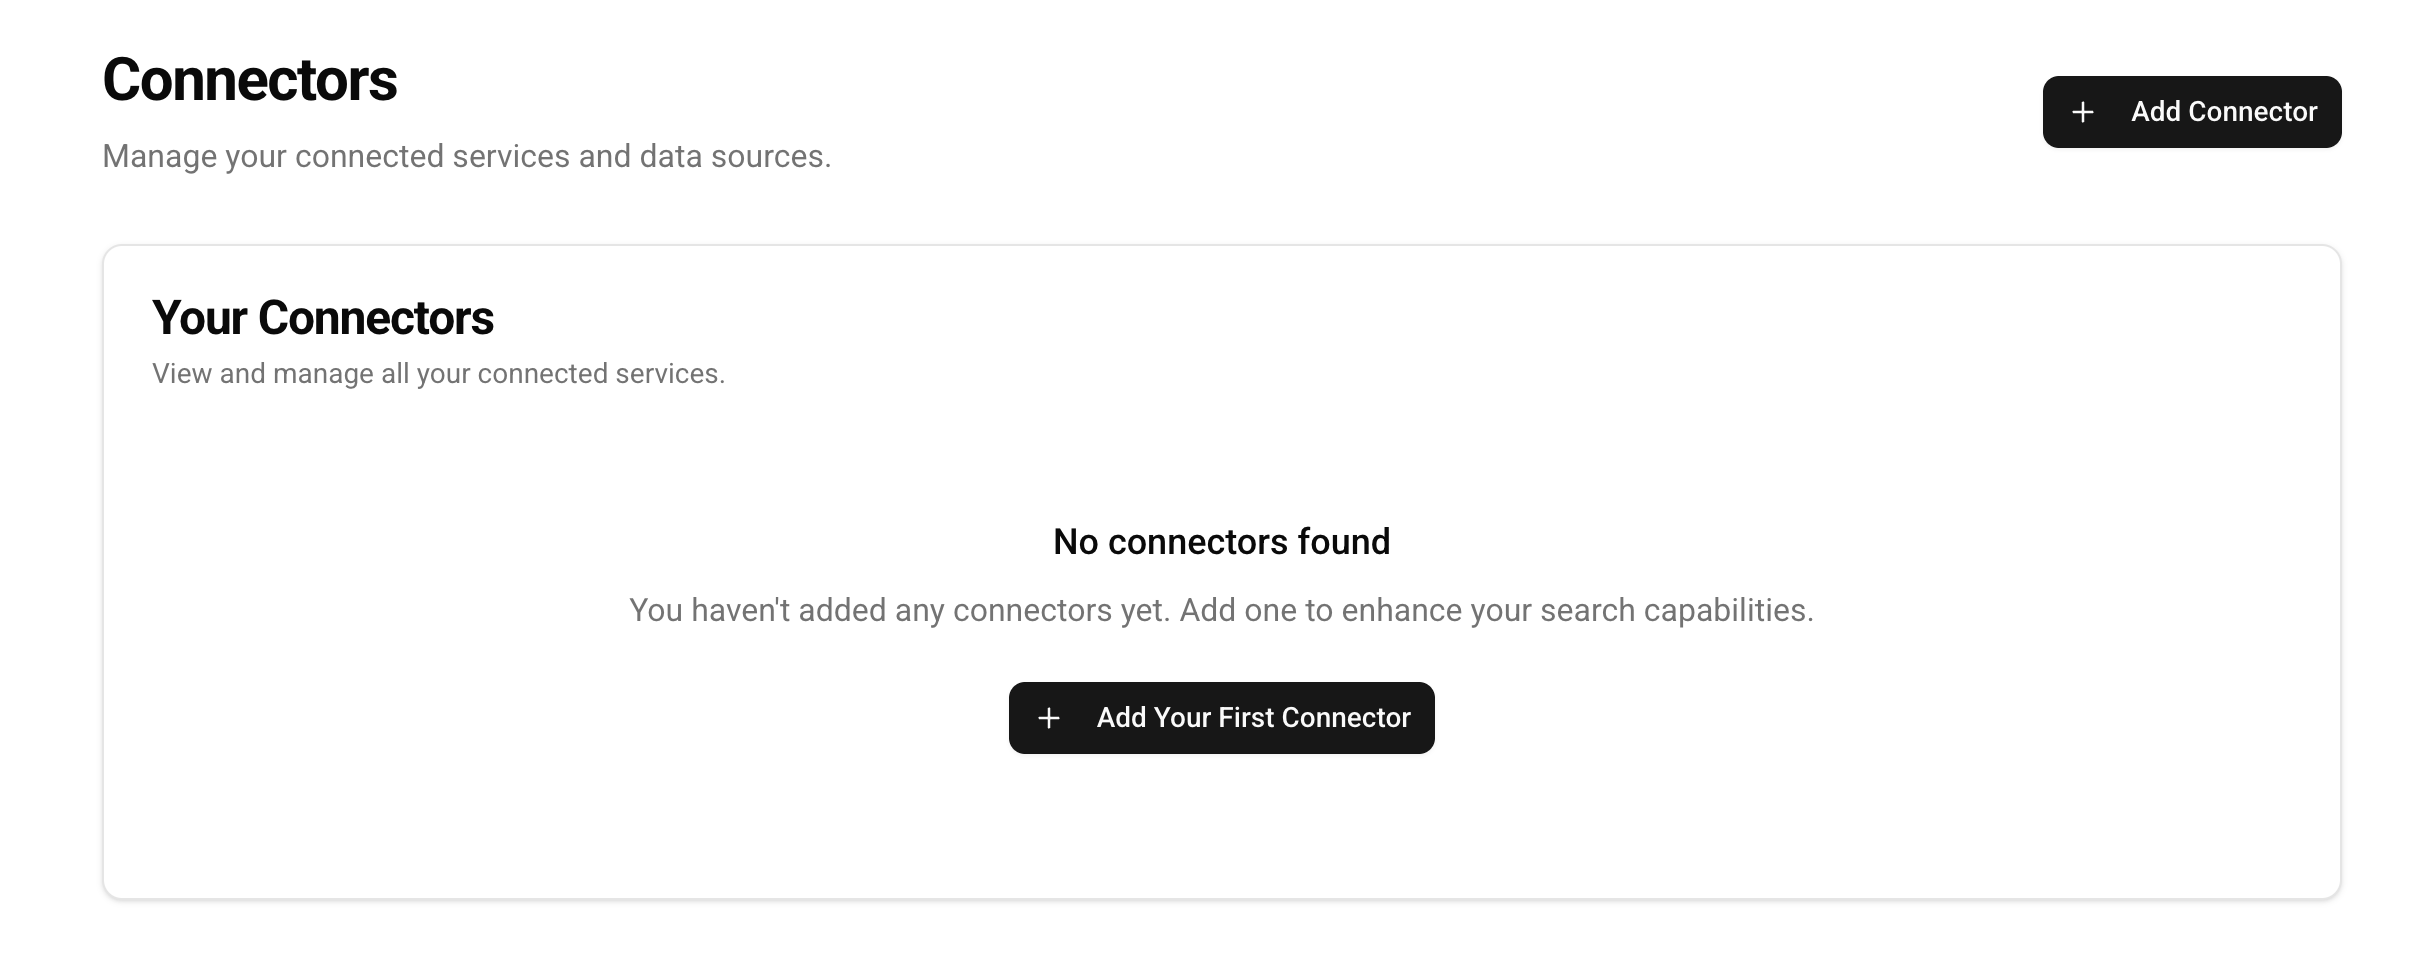 Connectors
Manage your connected services and data sources.
Add Connector
Your Connectors
View and manage all your connected services.
No connectors found
You haven't added any connectors yet. Add one to enhance your search capabilities.
Add Your First Connector